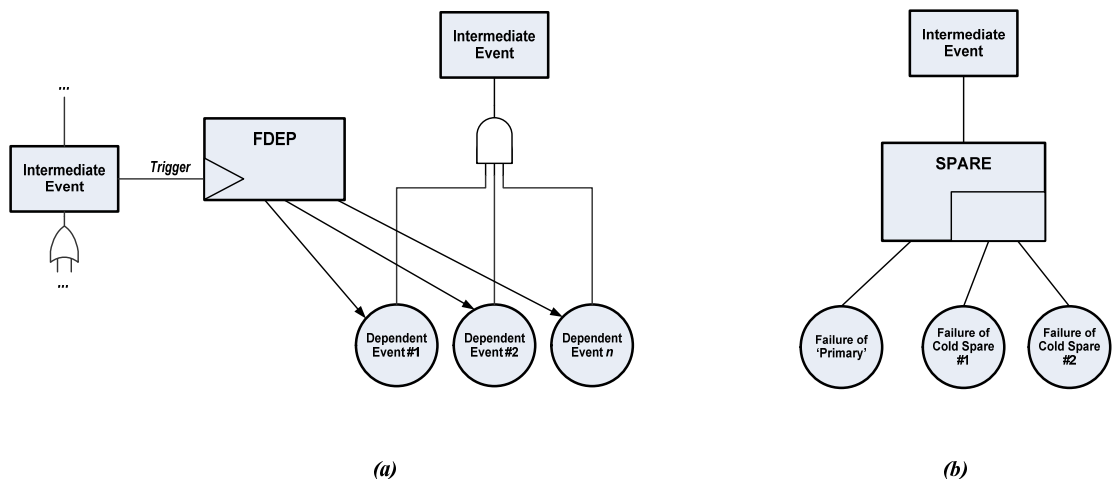 Intermediate
Event
Intermediate
Event
...
FDEP
Trigger
Intermediate
Event
SPARE
...
Dependent
Event #1
Dependent
Event #2
Dependent
Event n
Failure of
'Primary'
Failure of
Cold Spare
#1
Failure of
Cold Spare
#2
(a)
(b)